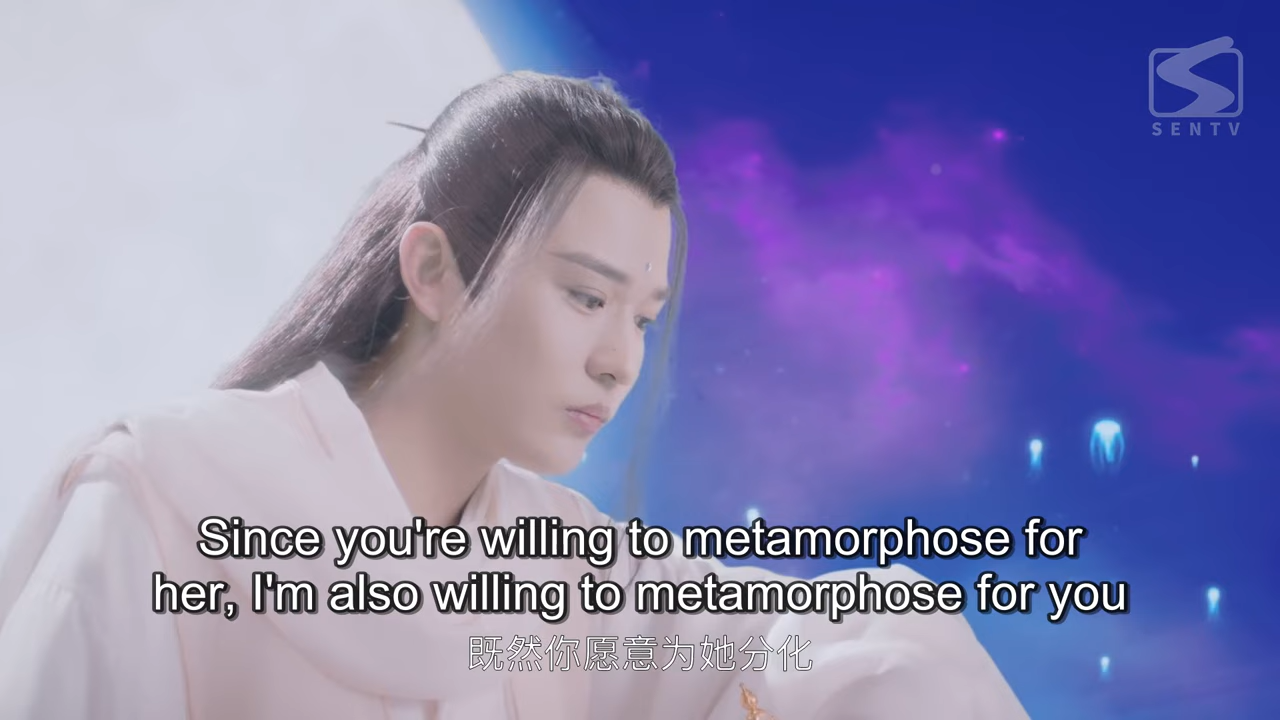 SENTV
Since you're willing to metamorphose for
her, I'm also willing to metamorphose for you
既然你愿意为她分化